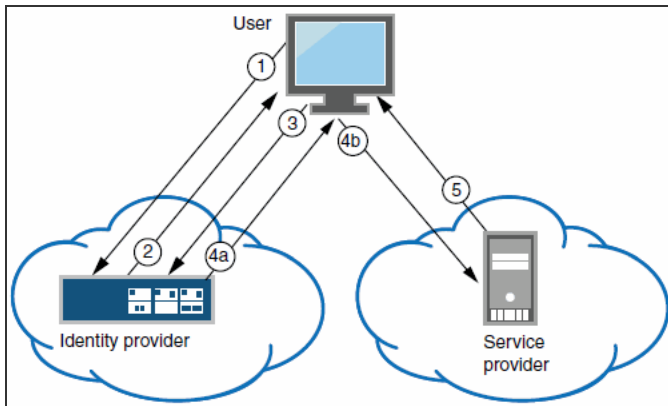 User
1
3
4b
5
2
4a
Identity provider
Service
provider